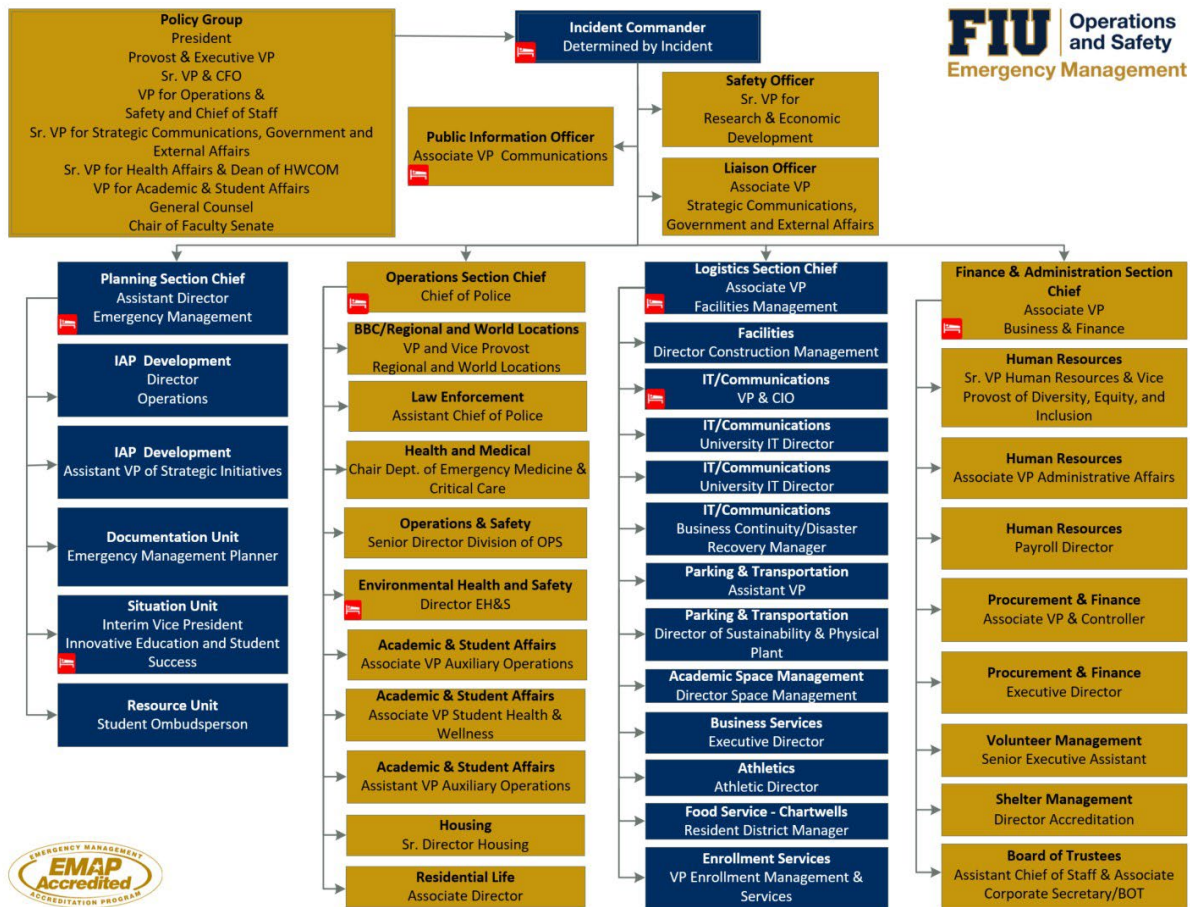 Policy Group
President
Provost & Executive VP
Sr. VP & CFO
VP for Operations &
Safety and Chief of Staff
Sr. VP for Strategic Communications, Government and
External Affairs
Sr. VP for Health Affairs & Dean of HWCOM
VP for Academic & Student Affairs
General Counsel
Chair of Faculty Senate
Incident Commander
Determined by Incident
FIU Operations
and Safety
Emergency Management
Safety Officer
Sr. VP for
Research & Economic
Development
Public Information Officer
Associate VP Communications
Liaison Officer
Associate VP
Strategic Communications,
Government and External Affairs
Planning Section Chief
Assistant Director
Emergency Management
IAP Development
Director
Operations
IAP Development
Assistant VP of Strategic Initiatives
Documentation Unit
Emergency Management Planner
Situation Unit
Interim Vice President
Innovative Education and Student
Success
Resource Unit
Student Ombudsperson
Operations Section Chief
Chief of Police
BBC/Regional and World Locations
VP and Vice Provost
Regional and World Locations
Law Enforcement
Assistant Chief of Police
Health and Medical
Chair Dept. of Emergency Medicine &
Critical Care
Operations & Safety
Senior Director Division of OPS
Environmental Health and Safety
Director EH&S
Academic & Student Affairs
Associate VP Auxiliary Operations
Academic & Student Affairs
Associate VP Student Health &
Wellness
Academic & Student Affairs
Assistant VP Auxiliary Operations
Housing
Sr. Director Housing
Residential Life
Associate Director
Logistics Section Chief
Associate VP
Facilities Management
Facilities
Director Construction Management
IT/Communications
VP & CIO
IT/Communications
University IT Director
IT/Communications
University IT Director
IT/Communications
Business Continuity/Disaster
Recovery Manager
Parking & Transportation
Assistant VP
Parking & Transportation
Director of Sustainability & Physical
Plant
Academic Space Management
Director Space Management
Business Services
Executive Director
Athletics
Athletic Director
Food Service - Chartwells
Resident District Manager
Enrollment Services
VP Enrollment Management &
Services
Finance & Administration Section
Chief
Associate VP
Business & Finance
Human Resources
Sr. VP Human Resources & Vice
Provost of Diversity, Equity, and
Inclusion
Human Resources
Associate VP Administrative Affairs
Human Resources
Payroll Director
Procurement & Finance
Associate VP & Controller
Procurement & Finance
Executive Director
Volunteer Management
Senior Executive Assistant
Shelter Management
Director Accreditation
Board of Trustees
Assistant Chief of Staff & Associate
Corporate Secretary/BOT
EMERGENCY MANAGEMENT
EMAP
Accredited
ACCREDITATION PROGRAM